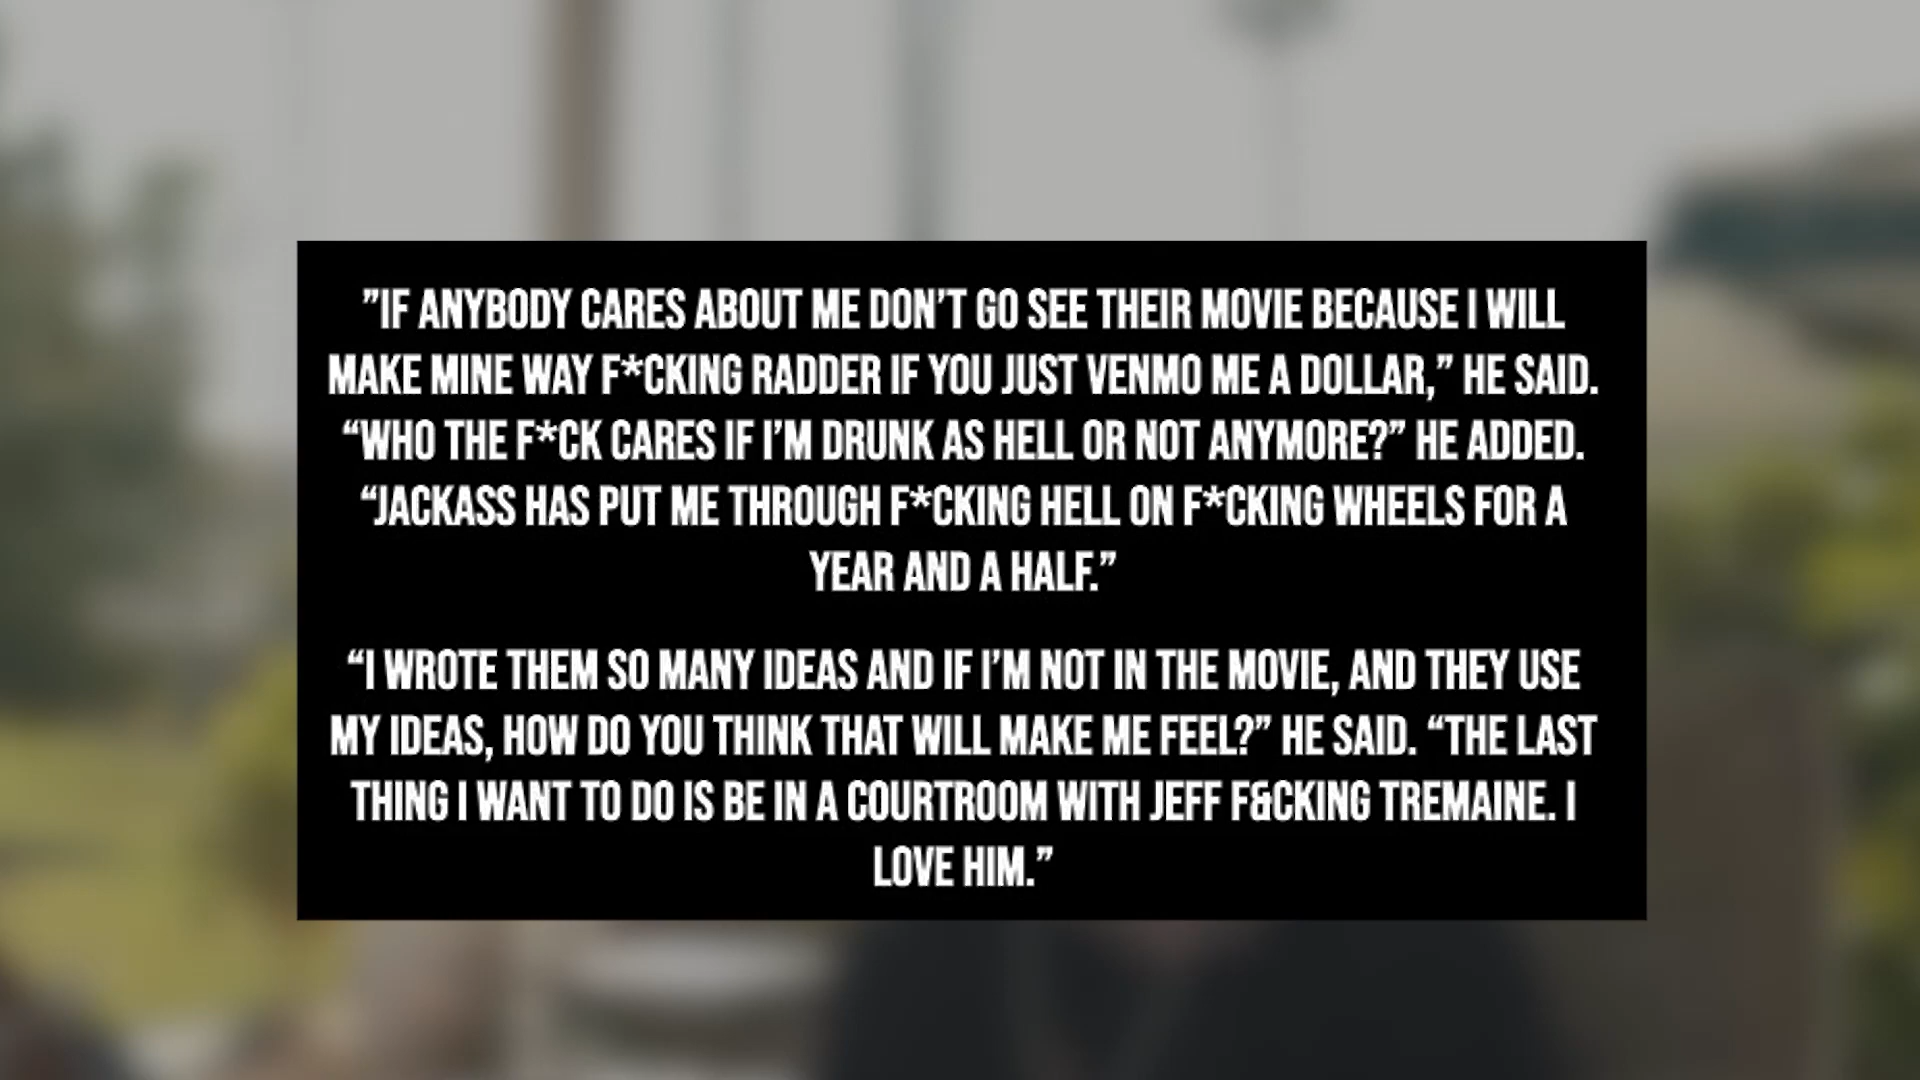 ”IF ANYBODY CARES ABOUT ME DON’T GO SEE THEIR MOVIE BECAUSE I WILL
MAKE MINE WAY F*CKING RADDER IF YOU JUST VENMO ME A DOLLAR,” HE SAID.
“WHO THE F*CK CARES IF I’M DRUNK AS HELL OR NOT ANYMORE?” HE ADDED.
“JACKASS HAS PUT ME THROUGH F*CKING HELL ON F*CKING WHEELS FOR A
YEAR AND A HALF.”
“I WROTE THEM SO MANY IDEAS AND IF I’M NOT IN THE MOVIE, AND THEY USE
MY IDEAS, HOW DO YOU THINK THAT WILL MAKE ME FEEL?” HE SAID. “THE LAST
THING I WANT TO DO IS BE IN A COURTROOM WITH JEFF F&CKING TREMAINE. I
LOVE HIM.”